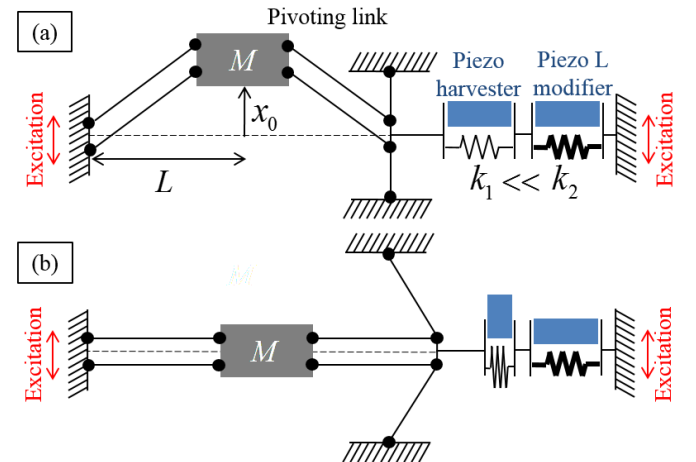 (a)
Pivoting link
M
Piezo
harvester
Piezo L
modifier
Excitation
x0
L
k1 << k2
Excitation
(b)
M
Excitation
M
Excitation